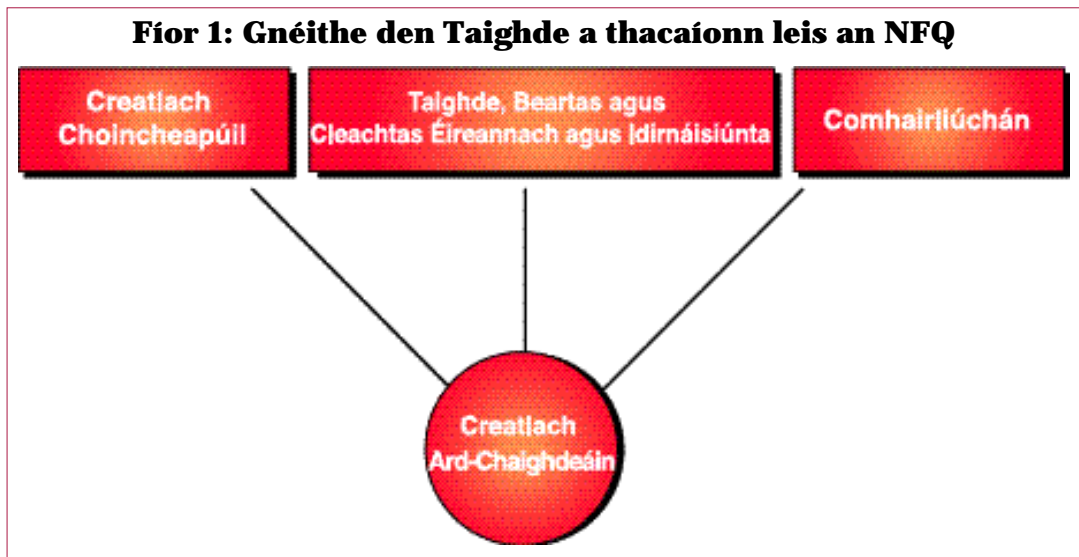 Fíor 1: Gnéithe den Taighde a thacaíonn leis an NFQ
Creatlach
Choincheapúil
Taighde, Beartas agus
Cleachtas Éireannach agus Idirnáisiúnta
Comhairliúchán
Creatlach
Ard-Chaighdeáin